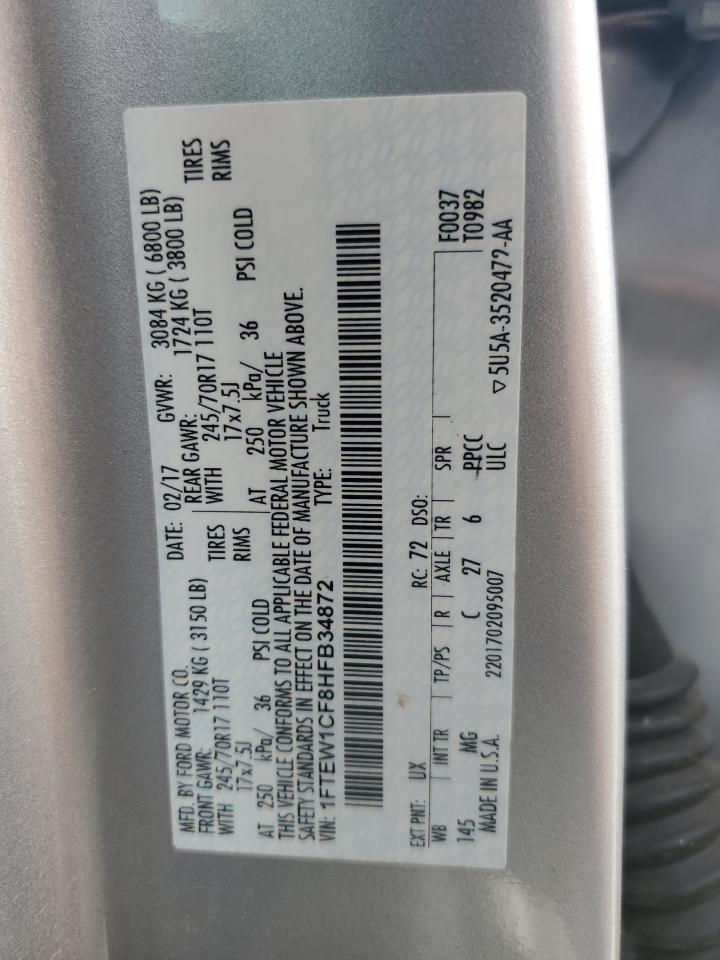 MFD. BY FORD MOTOR CO.
DATE: 02/17 GVWR: 3084 KG ( 6800 LB)
FRONT GAWR: 1429 KG ( 3150 LB) REAR GAWR: 1724 KG ( 3800 LB)
WITH 245/70R17 110T TIRES WITH 245/70R17 110T TIRES
17x7.5J RIMS 17x7.5J RIMS
AT 250 kPa/ 36 PSI COLD AT 250 kPa/ 36 PSI COLD
THIS VEHICLE CONFORMS TO ALL APPLICABLE FEDERAL MOTOR VEHICLE
SAFETY STANDARDS IN EFFECT ON THE DATE OF MANUFACTURE SHOWN ABOVE.
VIN: 1FTEW1CF8HFB34872 TYPE: Truck
EXT PNT: UX RC: 72 DSO: F0037
WB INT TR TP/PS R AXLE TR SPR T0982
145 MG C 27 6 PPCC
MADE IN U.S.A. 2201702095007 ULC ▽5U5A-3520472-AA